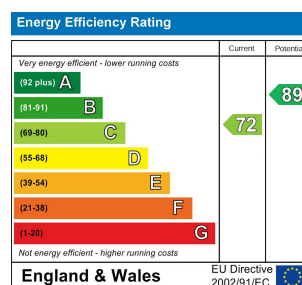 Energy Efficiency Rating
Current Potentia
Very energy efficient - lower running costs
(92 plus) A
(81-91) B
(69-80) C
(55-68) D
(39-54) E
(21-38) F
(1-20) G
72
89
Not energy efficient - higher running costs
England & Wales
EU Directive
2002/91/EC